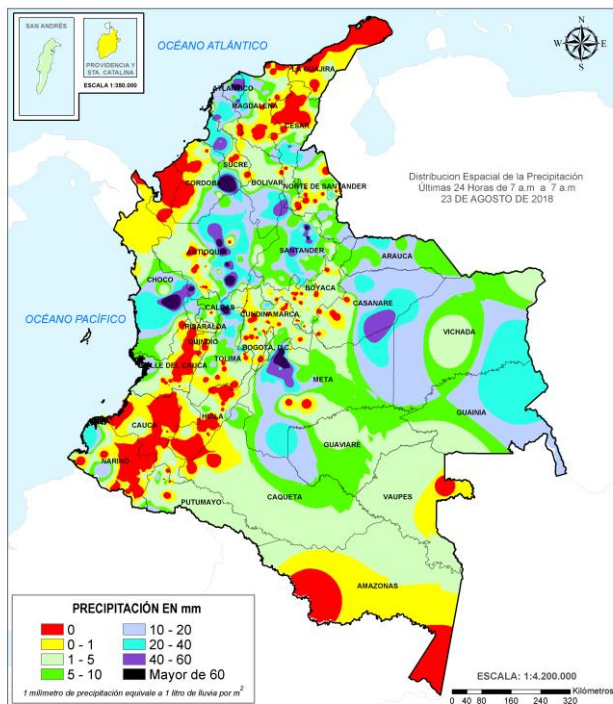 SAN ANDRÉS
PROVIDENCIA Y
STA. CATALINA
ESCALA 1:350.000
OCÉANO ATLÁNTICO
N
W
E
S
LA GUAJIRA
ATLANTICO
MAGDALENA
CESAR
Distribucion Espacial de la Precipitación
Últimas 24 Horas de 7 a.m a 7 a.m
23 DE AGOSTO DE 2018
SUCRE
CORDOBA
BOLIVAR
NORTE DE SANTANDER
ANTIOQUIA
SANTANDER
ARAUCA
CHOCO
BOYACA
CASANARE
OCÉANO PACÍFICO
CALDAS
CUNDINAMARCA
VICHADA
RISARALDA
QUINDIO
BOGOTA, D.C.
TOLIMA
VALLE DEL CAUCA
META
GUAINIA
HUILA
CAUCA
GUAVIARE
NARIÑO
CAQUETA
VAUPES
PUTUMAYO
AMAZONAS
PRECIPITACIÓN EN mm
0
10 - 20
0 - 1
20 - 40
1 - 5
40 - 60
5 - 10
Mayor de 60
1 milimetro de precipitación equivale a 1 litro de lluvia por m²
ESCALA: 1:4.200.000
Kilómetros
0 40 80 160 240 320